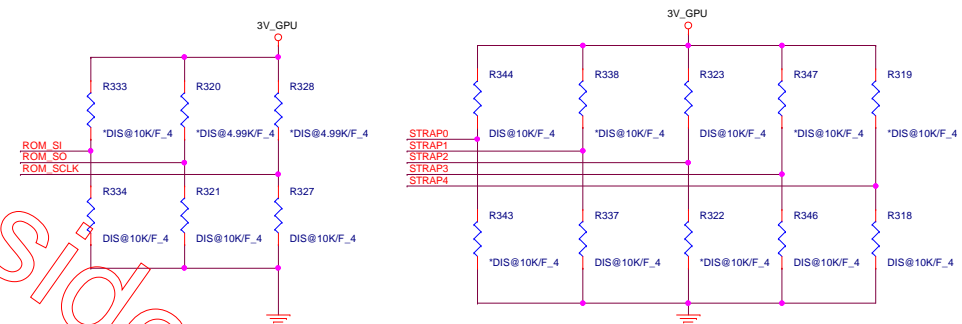 3V_GPU
R333
R320
R328
*DIS@10K/F_4
*DIS@4.99K/F_4
*DIS@4.99K/F_4
ROM_SI
ROM_SO
ROM_SCLK
R334
R321
R327
DIS@10K/F_4
DIS@10K/F_4
DIS@10K/F_4
3V_GPU
R344
R338
R323
R347
R319
DIS@10K/F_4
*DIS@10K/F_4
DIS@10K/F_4
*DIS@10K/F_4
*DIS@10K/F_4
STRAP0
STRAP1
STRAP2
STRAP3
STRAP4
R343
R337
R322
R346
R318
*DIS@10K/F_4
DIS@10K/F_4
*DIS@10K/F_4
DIS@10K/F_4
DIS@10K/F_4